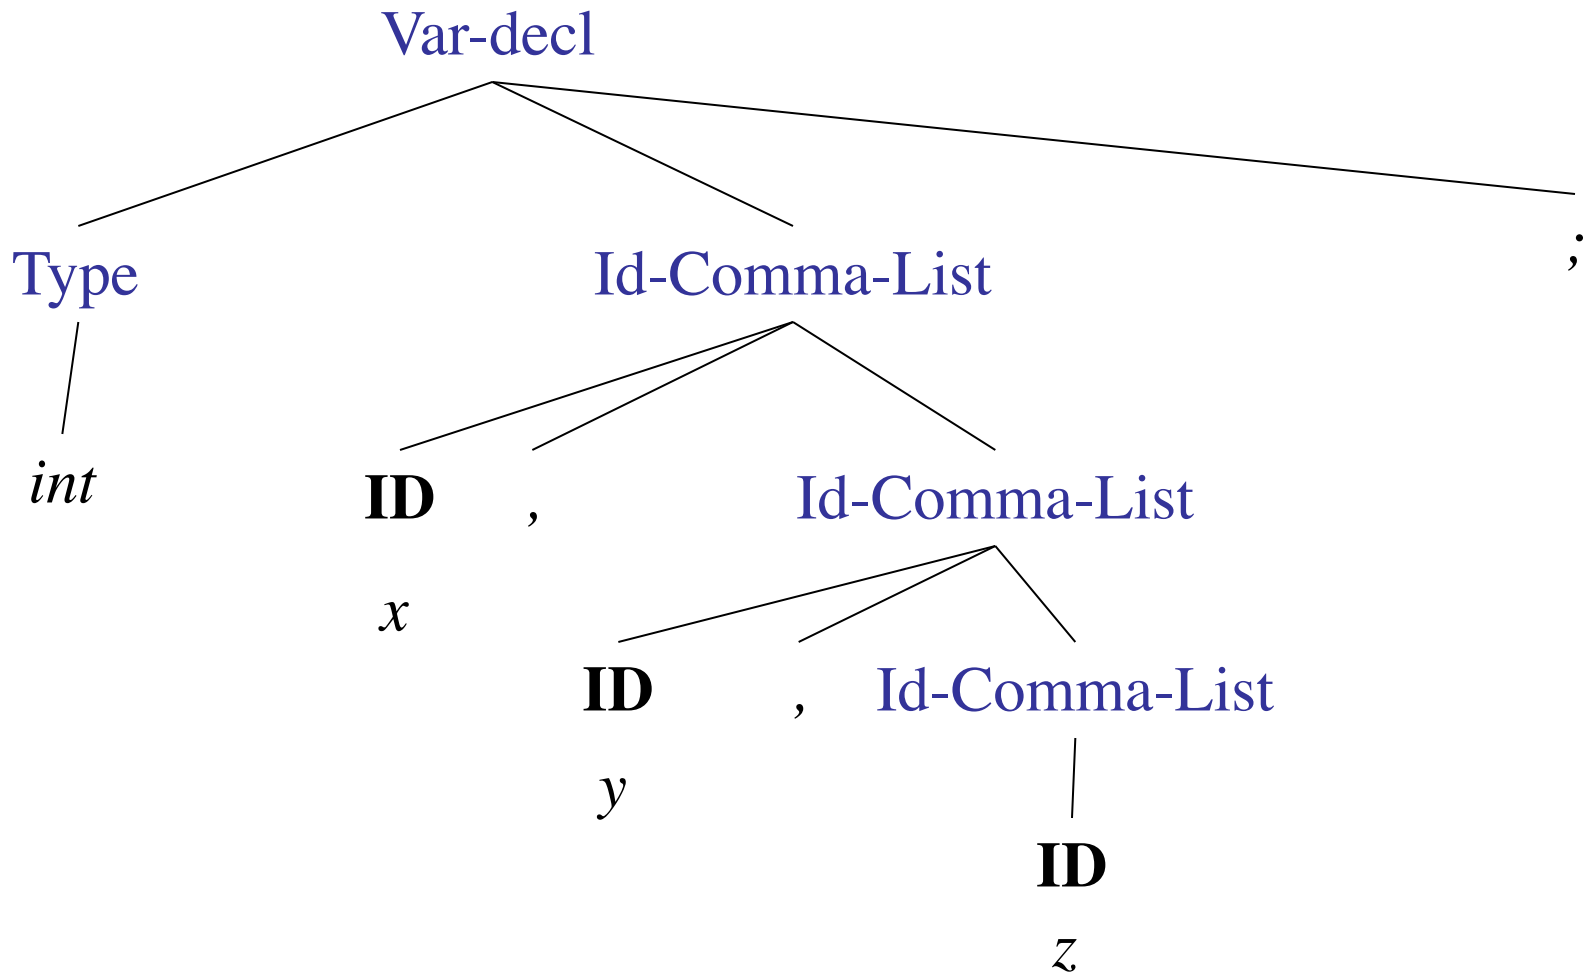 Var-decl
Type Id-Comma-List ;
int ID , Id-Comma-List
x
ID , Id-Comma-List
y
ID
z